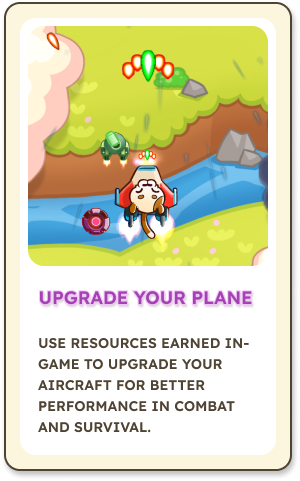 UPGRADE YOUR PLANE
USE RESOURCES EARNED IN-
GAME TO UPGRADE YOUR
AIRCRAFT FOR BETTER
PERFORMANCE IN COMBAT
AND SURVIVAL.